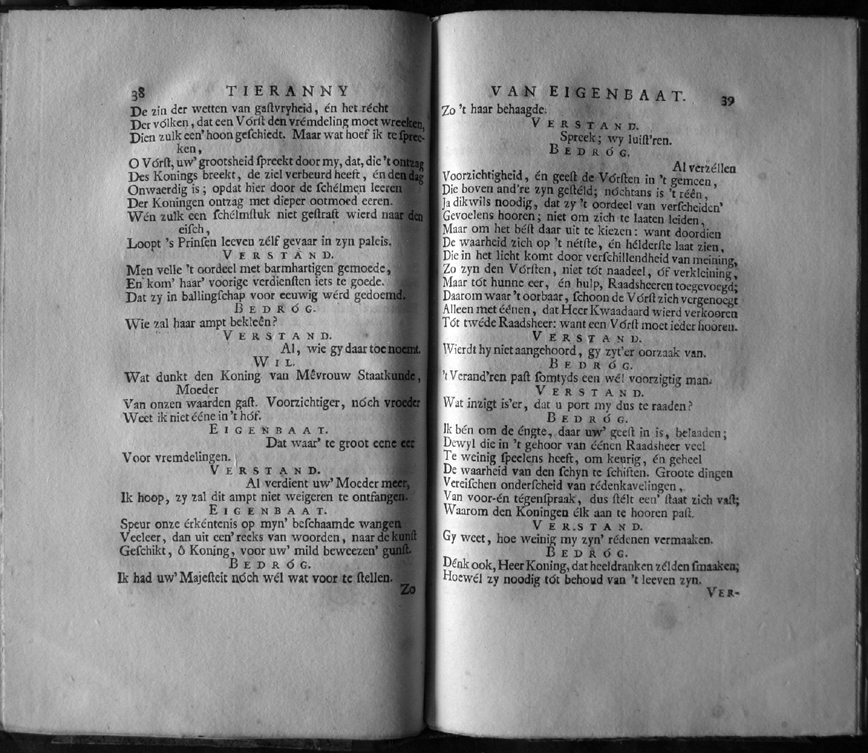 38 TIERANNY
De zin der wetten van gaſtvryheid, én het récht
Der vólken, dat een Vórſt den vrémdeling moet wreeken,
Dien zulk een' hoon geſchiedt. Maar wat hoef ik te ſpree-
ken,
O Vórſt, uw' grootsheid ſpreekt door my, dat, die 't ontzag
Des Konings breekt, de ziel verbeurd heeft, én den dag
Onwaerdig is; opdat hier door de ſchélmen leeren
Der Koningen ontzag met dieper ootmoed eeren.
Wén zulk een ſchélmſtuk niet geſtraft wierd naar den
eiſch,
Loopt 's Prinſen leeven zélf gevaar in zyn paleis.
VERSTAND.
Men velle 't oordeel met barmhartigen gemoede,
En kom' haar' voorige verdienſten iets te goede.
Dat zy in ballingſchap voor eeuwig wérd gedoemd.
BEDRÓG.
Wie zal haar ampt bekleên?
VERSTAND.
Al, wie gy daar toe noemt.
WIL.
Wat dunkt den Koning van Mêvrouw Staatkunde,
Moeder
Van onzen waarden gaſt. Voorzichtiger, nóch vroeder
Weet ik niet ééne in 't hóf.
EIGENBAAT.
Dat waar' te groot eene eer
Voor vremdelingen.
VERSTAND.
Al verdient uw' Moeder meer,
Ik hoop, zy zal dit ampt niet weigeren te ontfangen.
EIGENBAAT.
Speur onze érkéntenis op myn' beſchaamde wangen
Veeleer, dan uit een' reeks van woorden, naar de kunſt
Geſchikt, ô Koning, voor uw' mild beweezen' gunſt.
BEDRÓG.
Ik had uw' Majeſteit nóch wél wat voor te ſtellen.
Zo
VAN EIGENBAAT. 39
Zo 't haar behaagde.
VERSTAND.
Spreek; wy luiſt'ren.
BEDRÓG.
Al verzéllen
Voorzichtigheid, én geeſt de Vórſten in 't gemeen,
Die boven and're zyn geſtéld; nóchtans is 't réén,
Ja dikwils noodig, dat zy 't oordeel van verſcheiden'
Gevoelens hooren; niet om zich te laaten leiden,
Maar om het béſt daar uit te kiezen: want doordien
De waarheid zich op 't nétſte, én hélderſte laat zien,
Die in het licht komt door verſchillendheid van meining,
Zo zyn den Vórſten, niet tót naadeel, óf verkleining,
Maar tót hunne eer, én hulp, Raadsheeren toegevoegd;
Daarom waar 't oorbaar, ſchoon de Vórſt zich vergenoegt
Alleen met éénen, dat Heer Kwaadaard wierd verkooren
Tót twéde Raadsheer: want een Vórſt moet ieder hooren.
VERSTAND.
Wierdt hy niet aangehoord, gy zyt'er oorzaak van.
BEDRÓG.
't Verand'ren paſt ſomtyds een wél voorzigtig man.
VERSTAND.
Wat inzigt is'er, dat u port my dus te raaden?
BEDRÓG.
Ik bén om de éngte, daar uw' geeſt in is, belaaden;
Dewyl die in 't gehoor van éénen Raadsheer veel
Te weinig ſpeelens heeft, om keurig, én geheel
De waarheid van den ſchyn te ſchiften. Groote dingen
Vereiſchen onderſcheid van rédenkavelingen,
Van voor-én tégenſpraak, dus ſtélt een' ſtaat zich vaſt;
Waarom den Koningen élk aan te hooren paſt.
VERSTAND.
Gy weet, hoe weinig my zyn' rédenen vermaaken.
BEDRÓG.
Dénk ook, Heer Koning, dat heeldranken zélden ſmaaken;
Hoewél zy noodig tót behoud van 't leeven zyn.
VER-